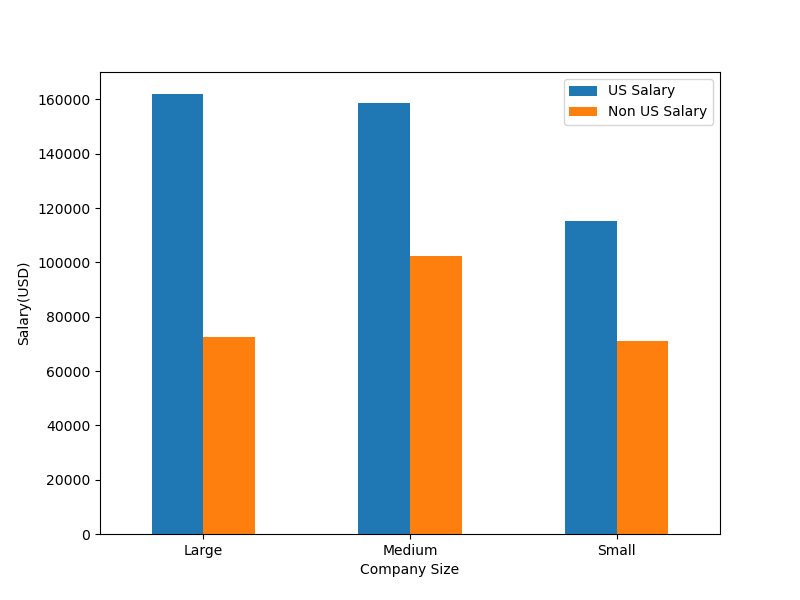 US Salary
Non US Salary
160000
140000
120000
100000
80000
60000
40000
20000
0
Salary(USD)
Large Medium Small
Company Size